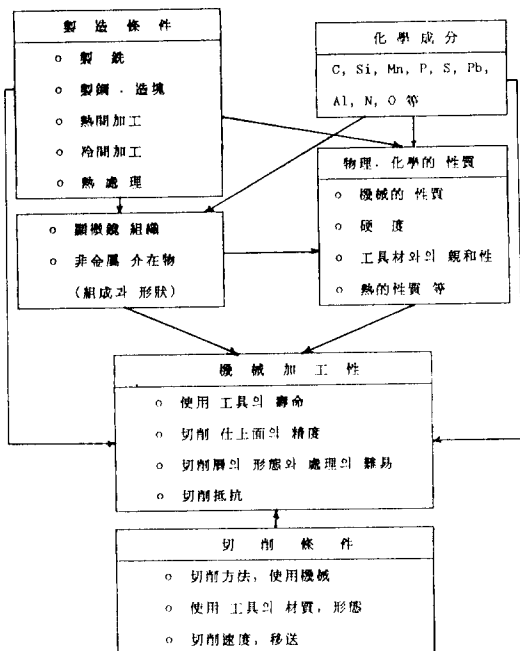 製 造 條 件
o 製 銑
o 製鋼 . 造塊
o 熱間加工
o 冷間加工
o 熱 處 理
化 學 成 分
C, Si, Mn, P, S, Pb,
Al, N, O 等
物理. 化學的 性質
o 機械的 性質
o 硬 度
o 工具材와의 親和性
o 熱的性質 等
o 顯微鏡 組織
o 非金屬 介在物
(組成과 形狀)
機 械 加 工 性
o 使用 工具의 壽命
o 切削 仕上面의 精度
o 切削層의 形態와 處理의 難易
o 切削抵抗
切 削 條 件
o 切削方法, 使用機械
o 使用 工具의 材質, 形態
o 切削速度, 移送